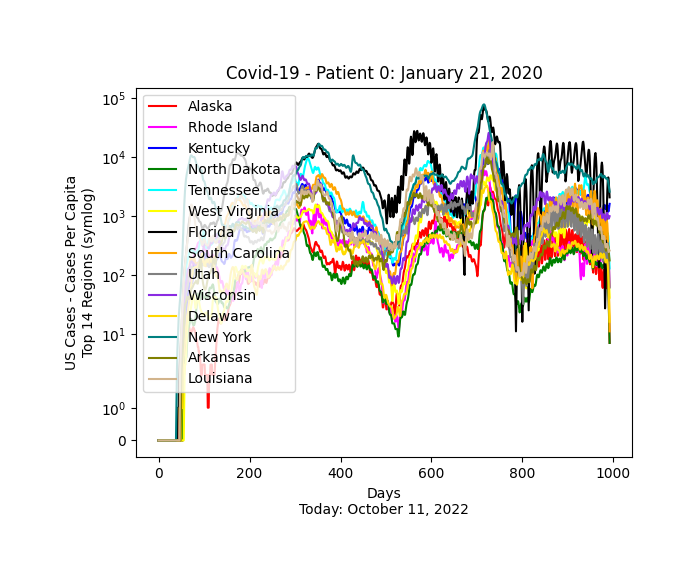 Covid-19 - Patient 0: January 21, 2020
US Cases - Cases Per Capita
Top 14 Regions (symlog)
10^5
10^4
10^3
10^2
10^1
10^0
0
Alaska
Rhode Island
Kentucky
North Dakota
Tennessee
West Virginia
Florida
South Carolina
Utah
Wisconsin
Delaware
New York
Arkansas
Louisiana
0 200 400 600 800 1000
Days
Today: October 11, 2022